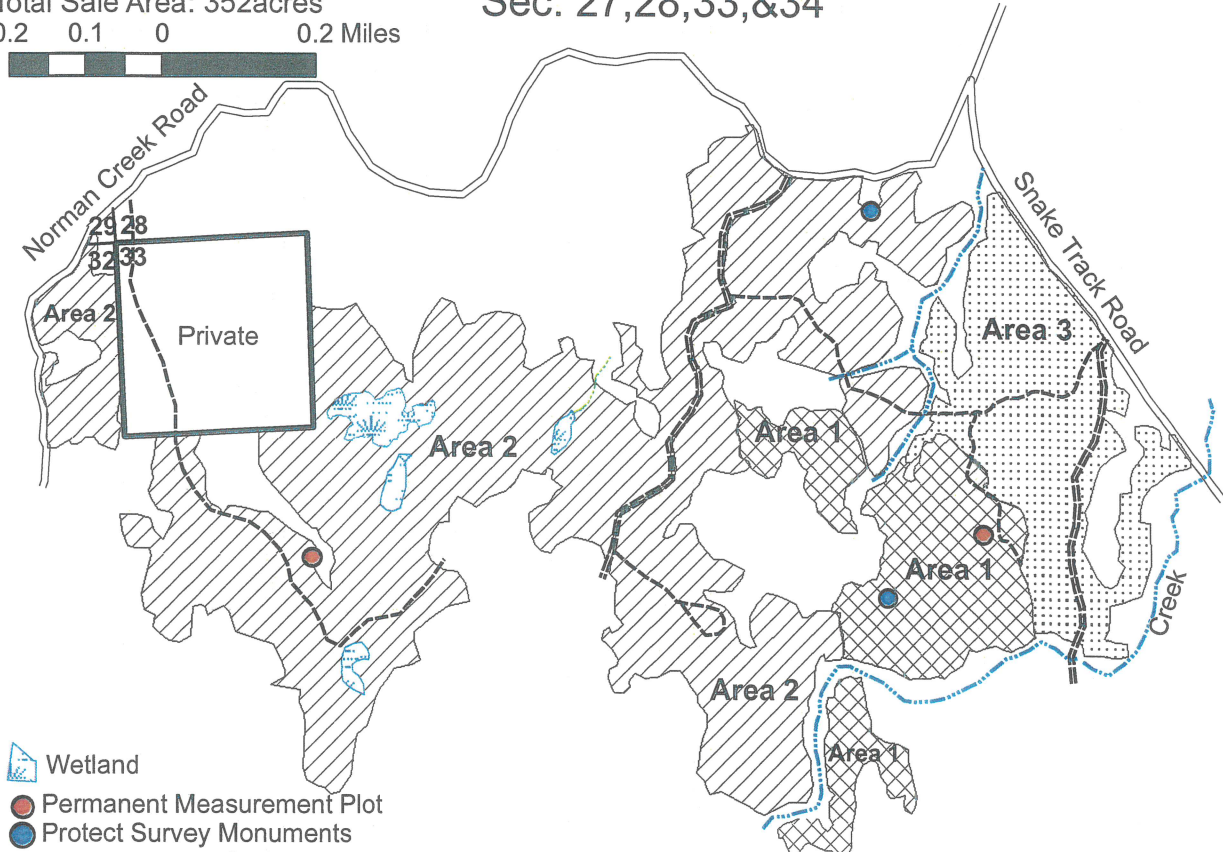 Total Sale Area: 352acres
Sec. 27,28,33,&34
0.2 0.1 0 0.2 Miles
Norman Creek Road
Snake Track Road
29 28
32 33
Area 2
Private
Area 3
Area 1
Area 2
Area 1
Creek
Area 2
Area 1
Wetland
Permanent Measurement Plot
Protect Survey Monuments